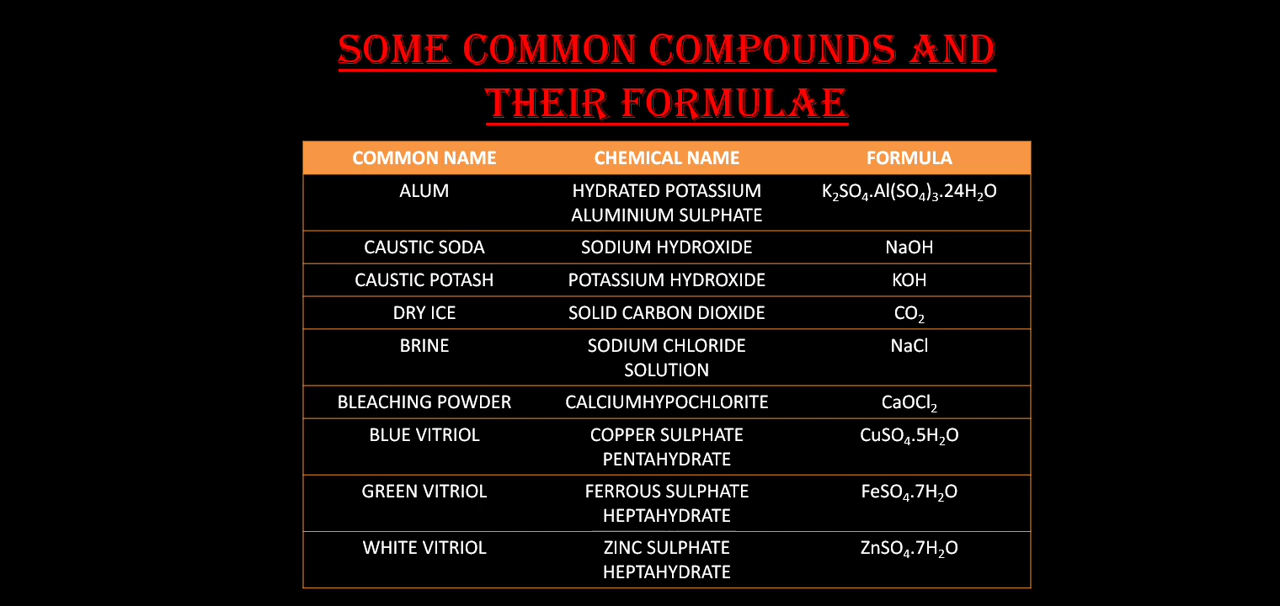 SOME COMMON COMPOUNDS AND
THEIR FORMULAE
COMMON NAME CHEMICAL NAME FORMULA
ALUM HYDRATED POTASSIUM K₂SO₄.Al(SO₄)₃.24H₂O
ALUMINIUM SULPHATE
CAUSTIC SODA SODIUM HYDROXIDE NaOH
CAUSTIC POTASH POTASSIUM HYDROXIDE KOH
DRY ICE SOLID CARBON DIOXIDE CO₂
BRINE SODIUM CHLORIDE NaCl
SOLUTION
BLEACHING POWDER CALCIUMHYPOCHLORITE CaOCl₂
BLUE VITRIOL COPPER SULPHATE CuSO₄.5H₂O
PENTAHYDRATE
GREEN VITRIOL FERROUS SULPHATE FeSO₄.7H₂O
HEPTAHYDRATE
WHITE VITRIOL ZINC SULPHATE ZnSO₄.7H₂O
HEPTAHYDRATE